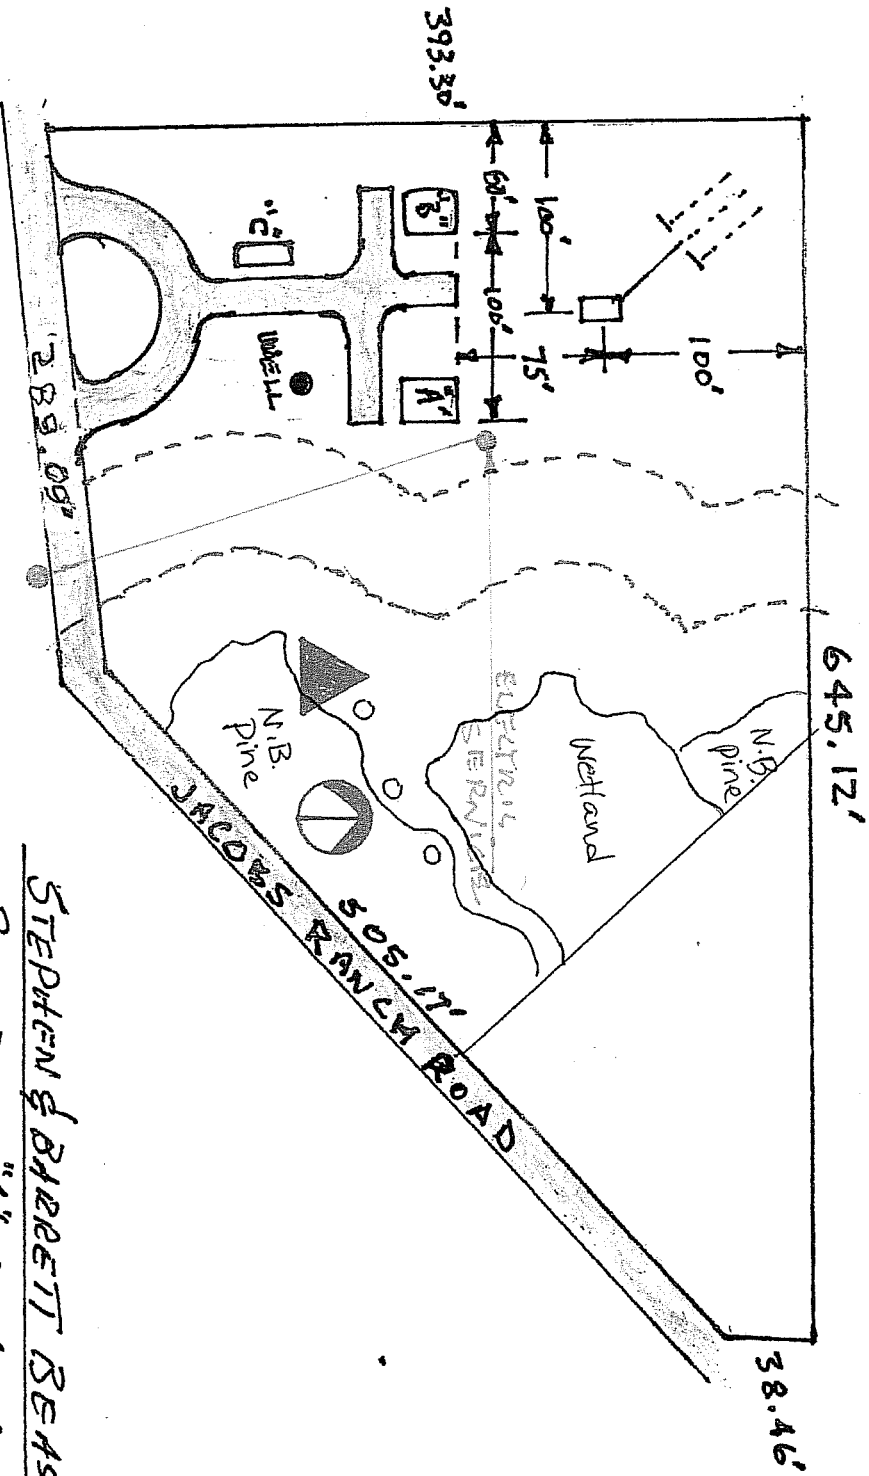 393.30'
60'
100'
100'
75'
100'
"B"
"A"
"C"
WELL
289.09'
645.12'
N.B.
Pine
Wetland
ELECTRIC
SERVICE
N.B.
Pine
JACOBS RANCH ROAD
505.17'
38.46'
STEPHEN & BARRETT BEAS